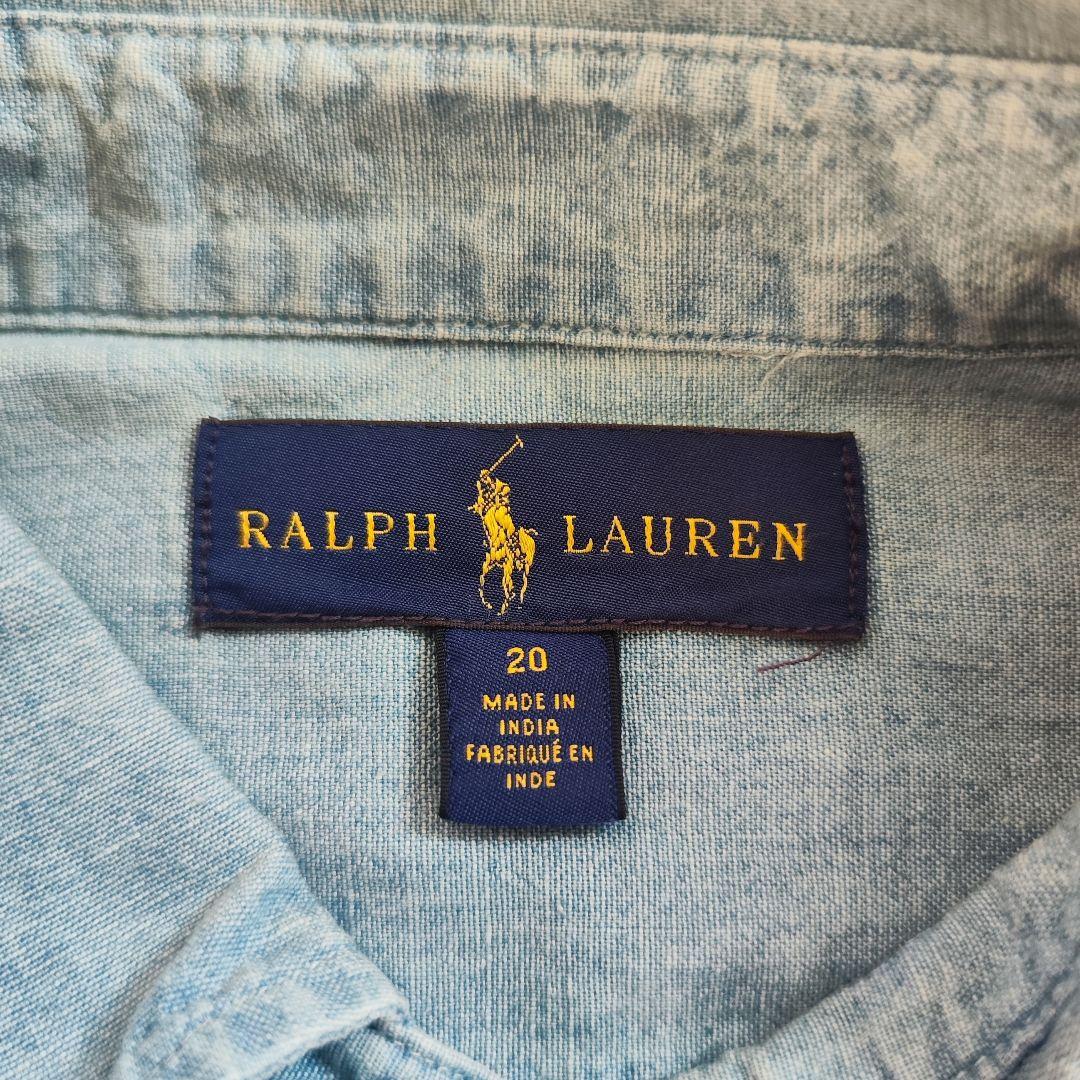 RALPH LAUREN
20
MADE IN
INDIA
FABRIQUÉ EN
INDE